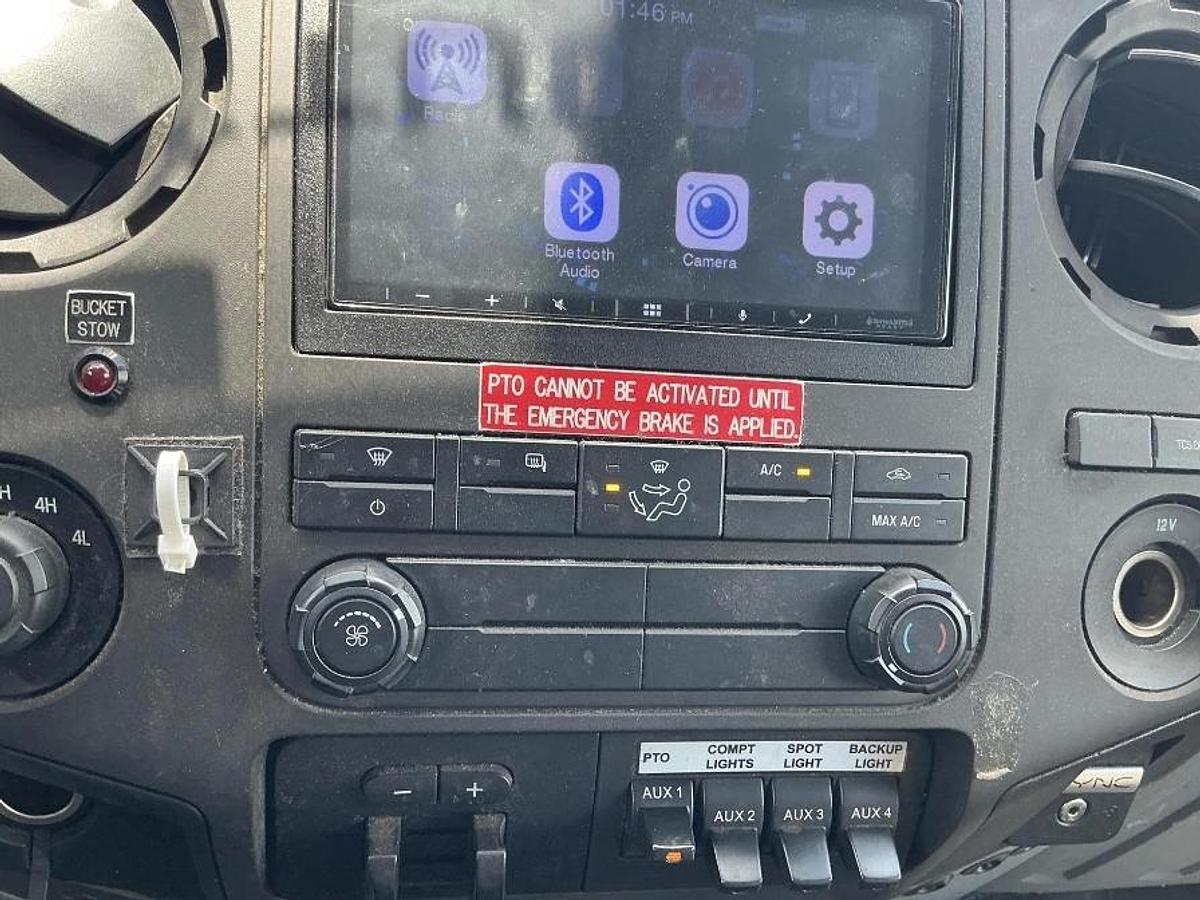 01:46 PM
Radio
Bluetooth
Audio
Camera
Setup
BUCKET
STOW
PTO CANNOT BE ACTIVATED UNTIL
THE EMERGENCY BRAKE IS APPLIED.
A/C
MAX A/C
4H
4L
12V
PTO
COMPT
LIGHTS
SPOT
LIGHT
BACKUP
LIGHT
AUX 1
AUX 2
AUX 3
AUX 4
YNC